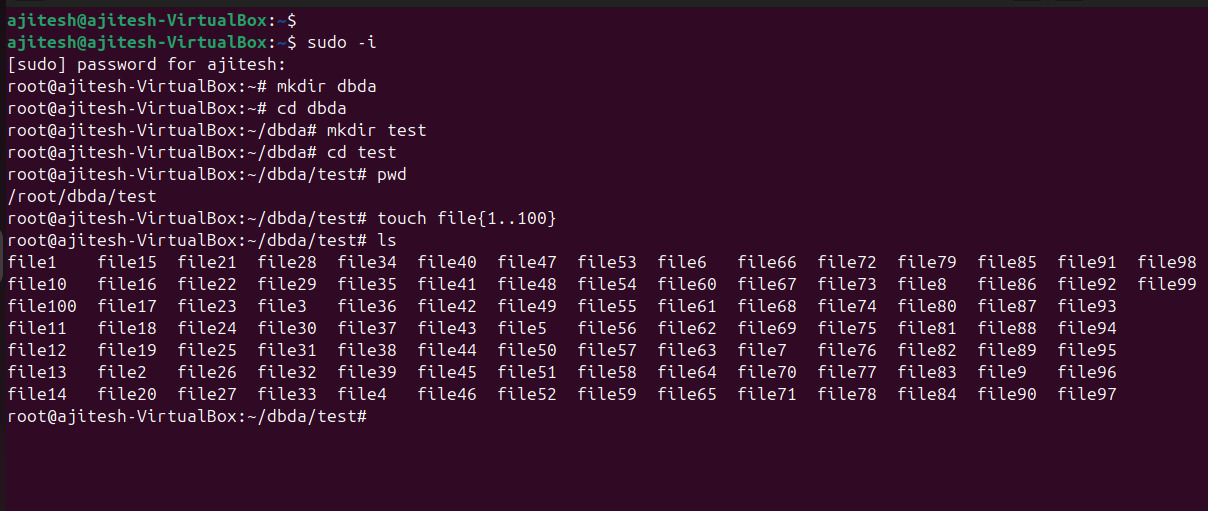 ajitesh@ajitesh-VirtualBox:~$
ajitesh@ajitesh-VirtualBox:~$ sudo -i
[sudo] password for ajitesh:
root@ajitesh-VirtualBox:~# mkdir dbda
root@ajitesh-VirtualBox:~# cd dbda
root@ajitesh-VirtualBox:~/dbda# mkdir test
root@ajitesh-VirtualBox:~/dbda# cd test
root@ajitesh-VirtualBox:~/dbda/test# pwd
/root/dbda/test
root@ajitesh-VirtualBox:~/dbda/test# touch file{1..100}
root@ajitesh-VirtualBox:~/dbda/test# ls
file1    file15  file21  file28  file34  file40  file47  file53  file6   file66  file72  file79  file85  file91  file98
file10   file16  file22  file29  file35  file41  file48  file54  file60  file67  file73  file8   file86  file92  file99
file100  file17  file23  file3   file36  file42  file49  file55  file61  file68  file74  file80  file87  file93
file11   file18  file24  file30  file37  file43  file5   file56  file62  file69  file75  file81  file88  file94
file12   file19  file25  file31  file38  file44  file50  file57  file63  file7   file76  file82  file89  file95
file13   file2   file26  file32  file39  file45  file51  file58  file64  file70  file77  file83  file9   file96
file14   file20  file27  file33  file4   file46  file52  file59  file65  file71  file78  file84  file90  file97
root@ajitesh-VirtualBox:~/dbda/test#